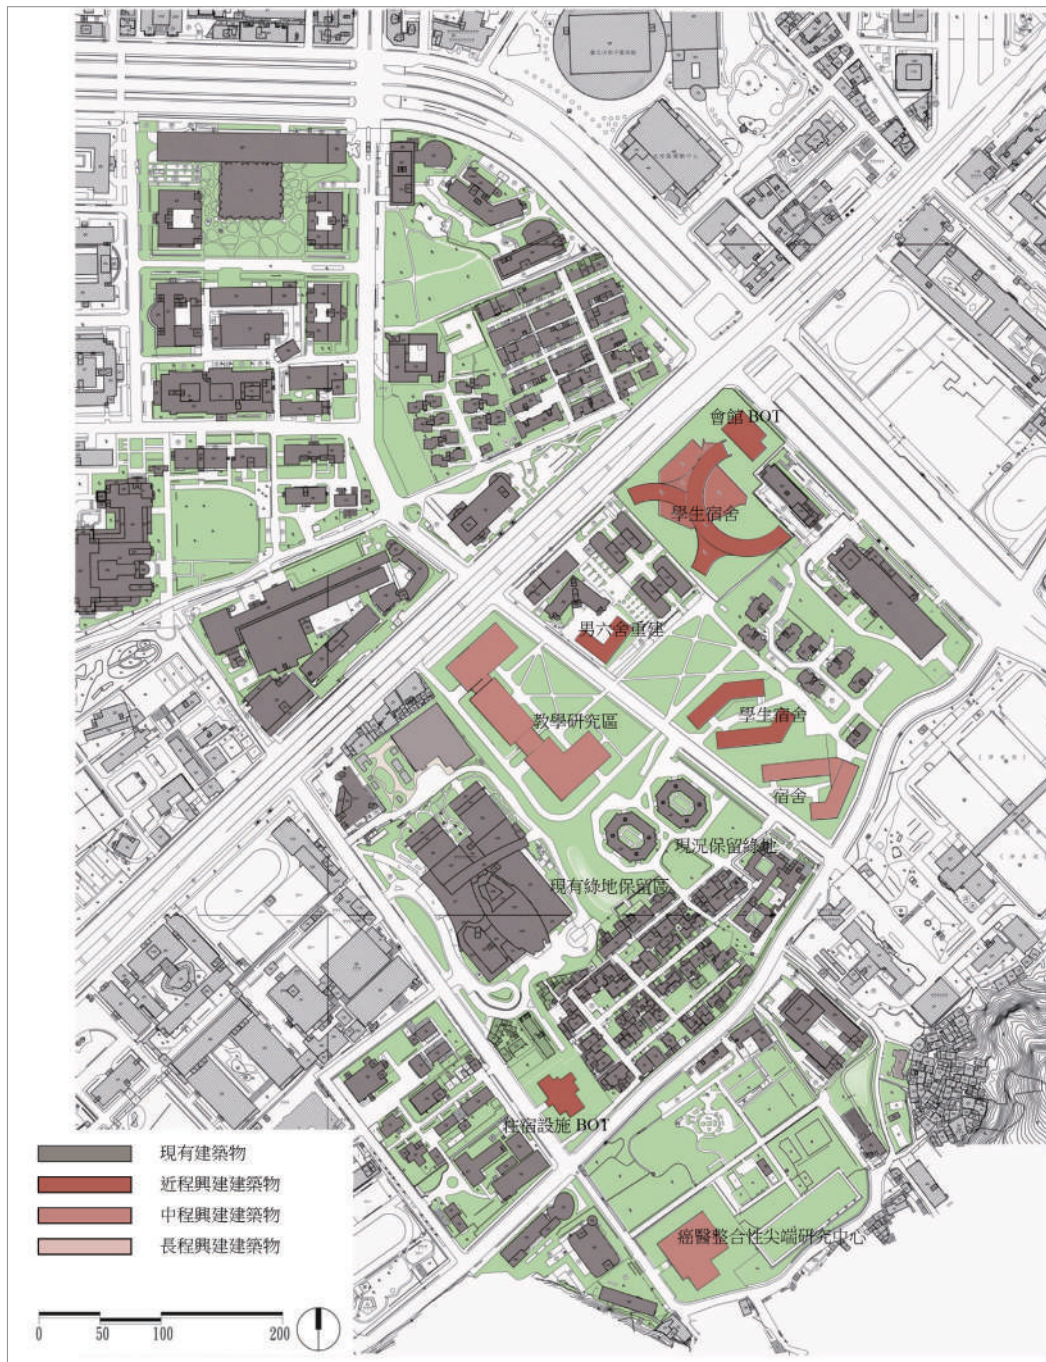 會館 BOT
學生宿舍
男六舍重建
教學研究區
學生宿舍
宿舍
現況保留綠地
現有綠地保留區
住宿設施 BOT
癌醫整合性尖端研究中心
現有建築物
近程興建建築物
中程興建建築物
長程興建建築物
0 50 100 200